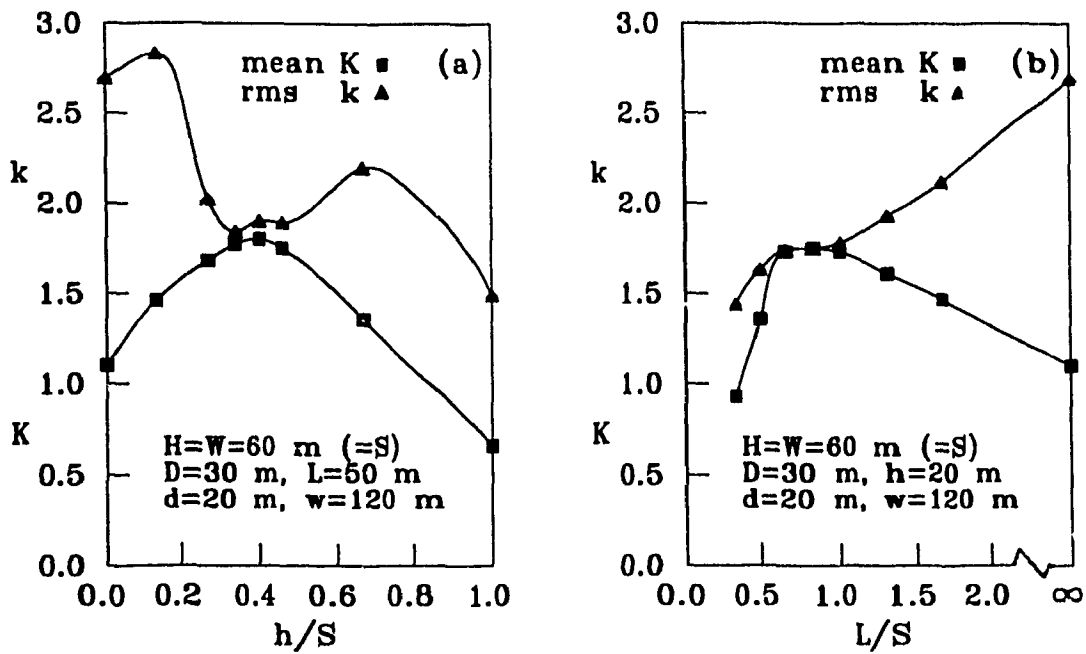 3.0
2.5
k
2.0
1.5
1.0
K
0.5
0.0
mean K ■ (a)
rms k ▲
H=W=60 m (=S)
D=30 m, L=50 m
d=20 m, w=120 m
0.0 0.2 0.4 0.6 0.8 1.0
h/S
3.0
2.5
k
2.0
1.5
1.0
K
0.5
0.0
mean K ■ (b)
rms k ▲
H=W=60 m (=S)
D=30 m, h=20 m
d=20 m, w=120 m
0.0 0.5 1.0 1.5 2.0 ∞
L/S